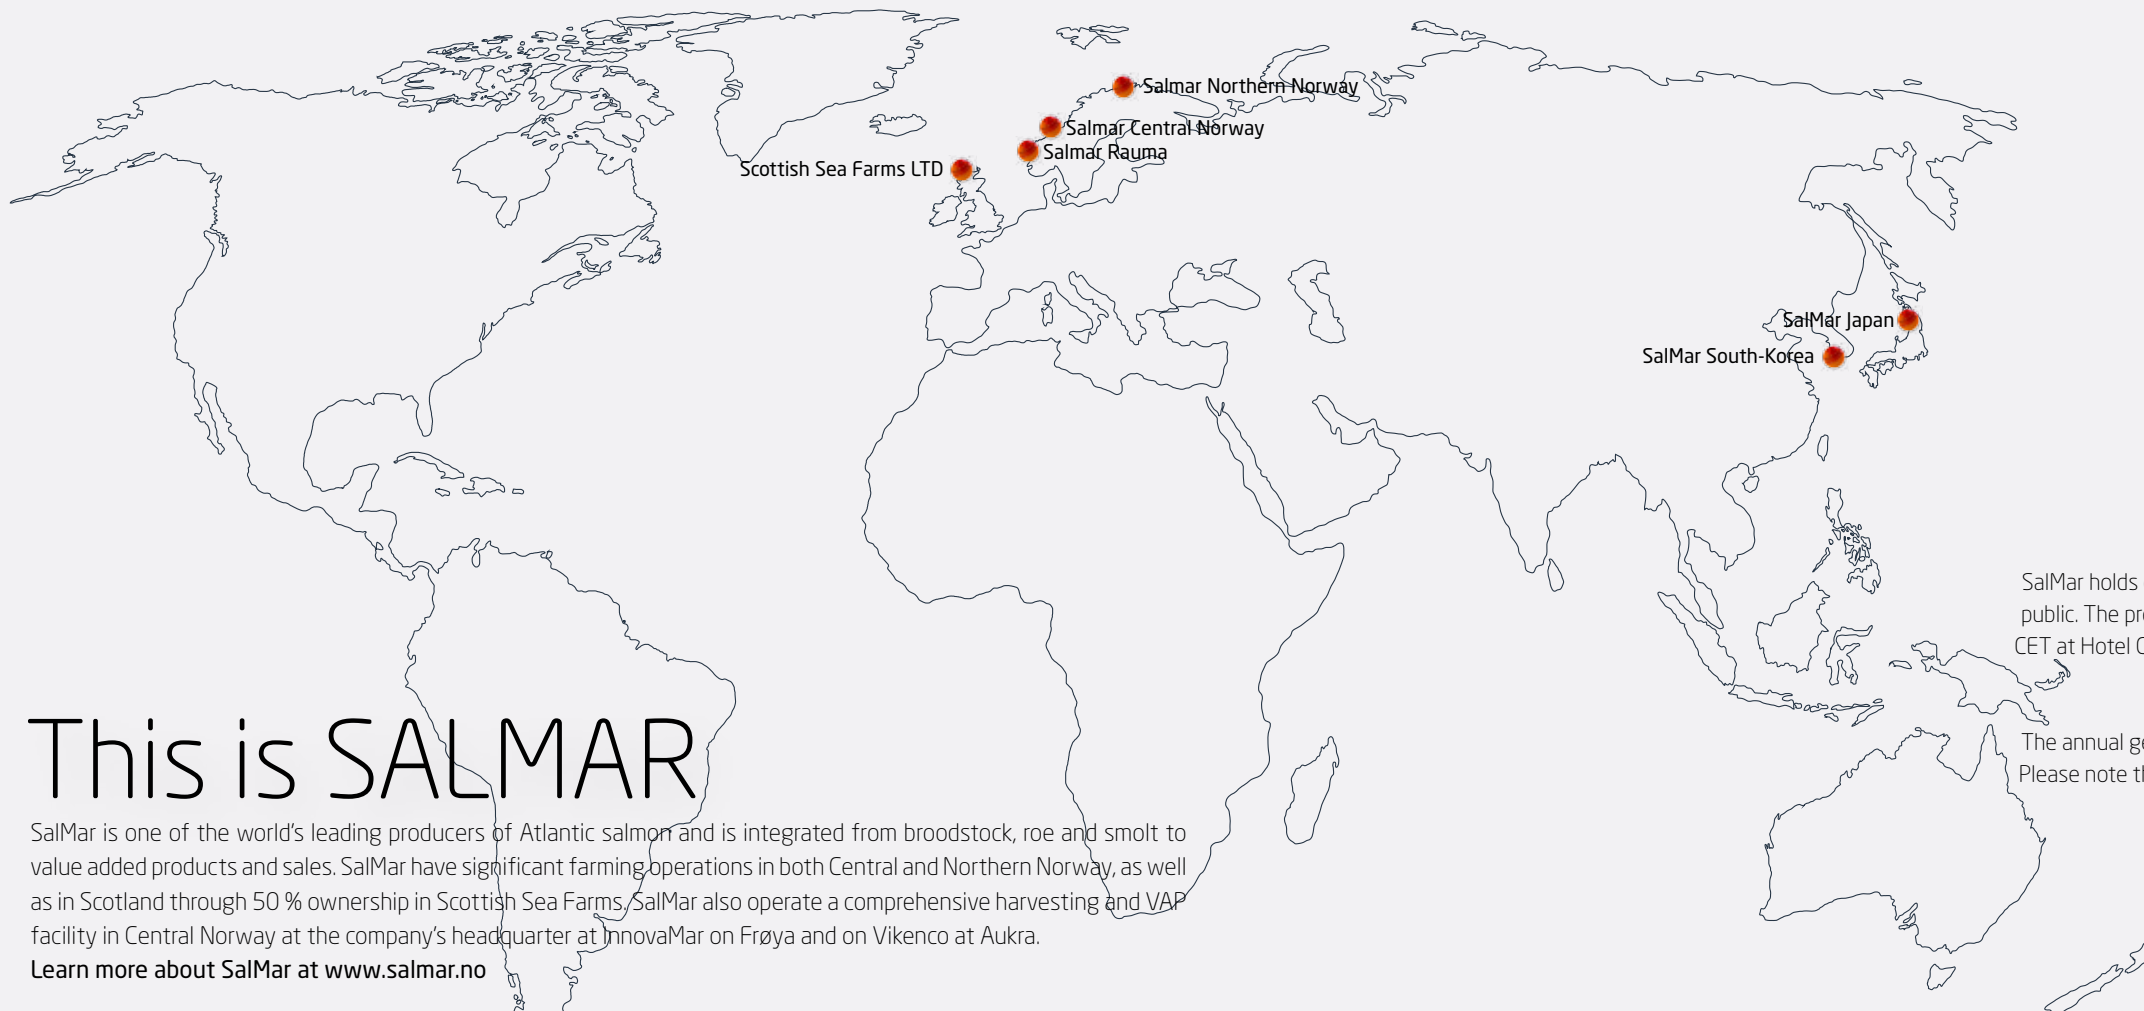 Salmar Northern Norway
Salmar Central Norway
Salmar Rauma
Scottish Sea Farms LTD
SalMar Japan
SalMar South-Korea
SalMar holds
public. The
CET at Hotel
The annual
Please note
This is SALMAR
SalMar is one of the world's leading producers of Atlantic salmon and is integrated from broodstock, roe and smolt to
value added products and sales. SalMar have significant farming operations in both Central and Northern Norway, as well
as in Scotland through 50 % ownership in Scottish Sea Farms. SalMar also operate a comprehensive harvesting and VAP
facility in Central Norway at the company's headquarter at InnovaMar on Frøya and on Vikenco at Aukra.
Learn more about SalMar at www.salmar.no